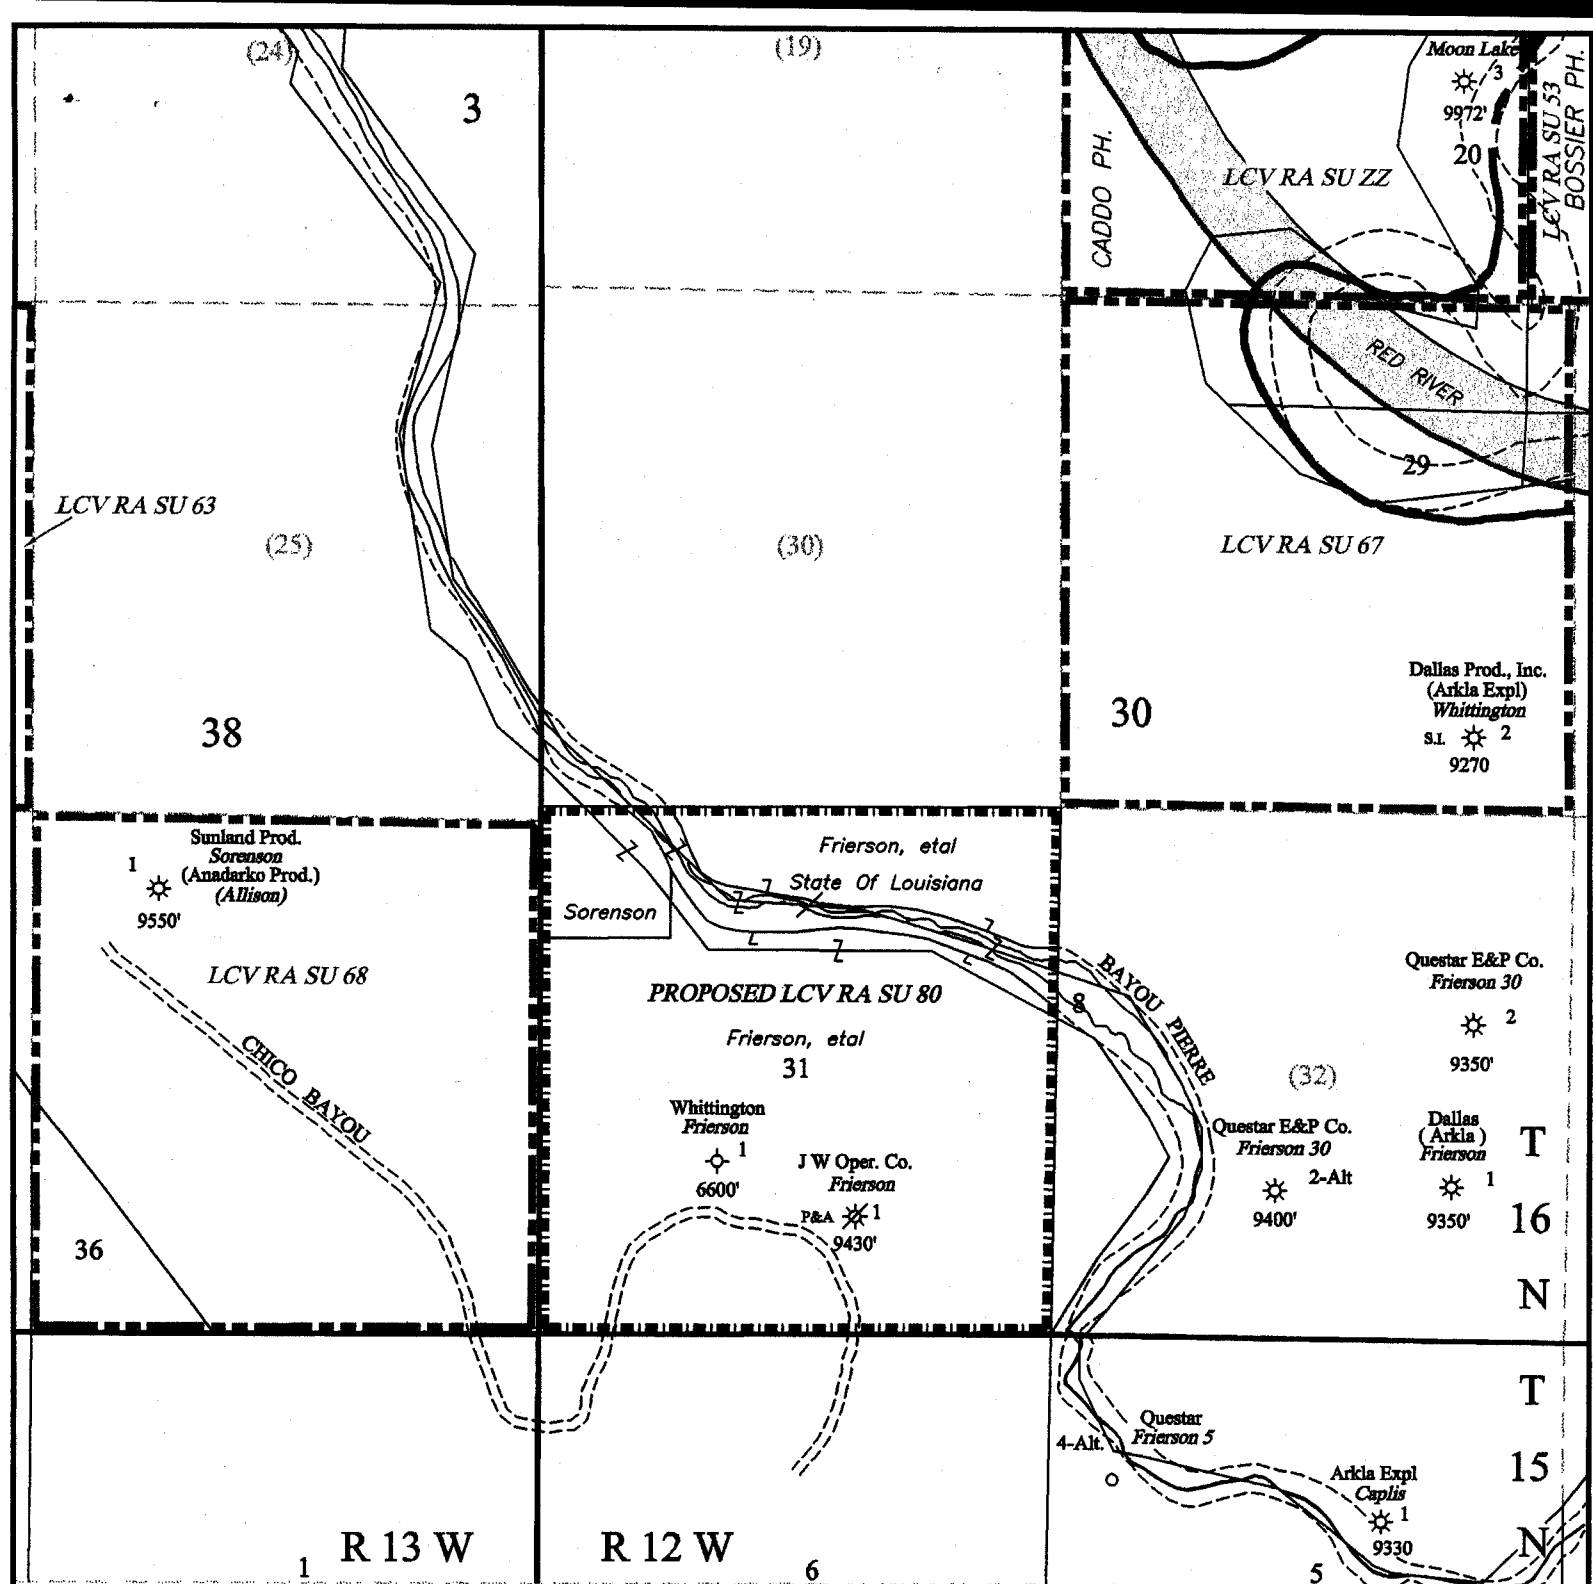 (24)
(19)
3
Moon Lake
3
9972'
20
LCV RA SU 53
BOSSIER PH.
CADDO PH.
LCV RA SU ZZ
RED RIVER
29
LCV RA SU 63
(25)
(30)
LCV RA SU 67
38
30
Dallas Prod., Inc.
(Arkla Expl)
Whittington
S.I. 2
9270
Sunland Prod.
Sorenson
(Anadarko Prod.)
(Allison)
1
9550'
LCV RA SU 68
CHICO BAYOU
36
Frierson, etal
State Of Louisiana
Sorenson
PROPOSED LCV RA SU 80
Frierson, etal
31
Whittington
Frierson
1
6600'
J W Oper. Co.
Frierson
P&A 1
9430'
BAYOU PIERRE
8
(32)
Questar E&P Co.
Frierson 30
2
9350'
Questar E&P Co.
Frierson 30
2-Alt
9400'
Dallas
( Arkla )
Frierson
1
9350'
T
16
N
T
15
N
Questar
Frierson 5
4-Alt.
Arkla Expl
Caplis
1
9330
R 13 W
R 12 W
1
6
5